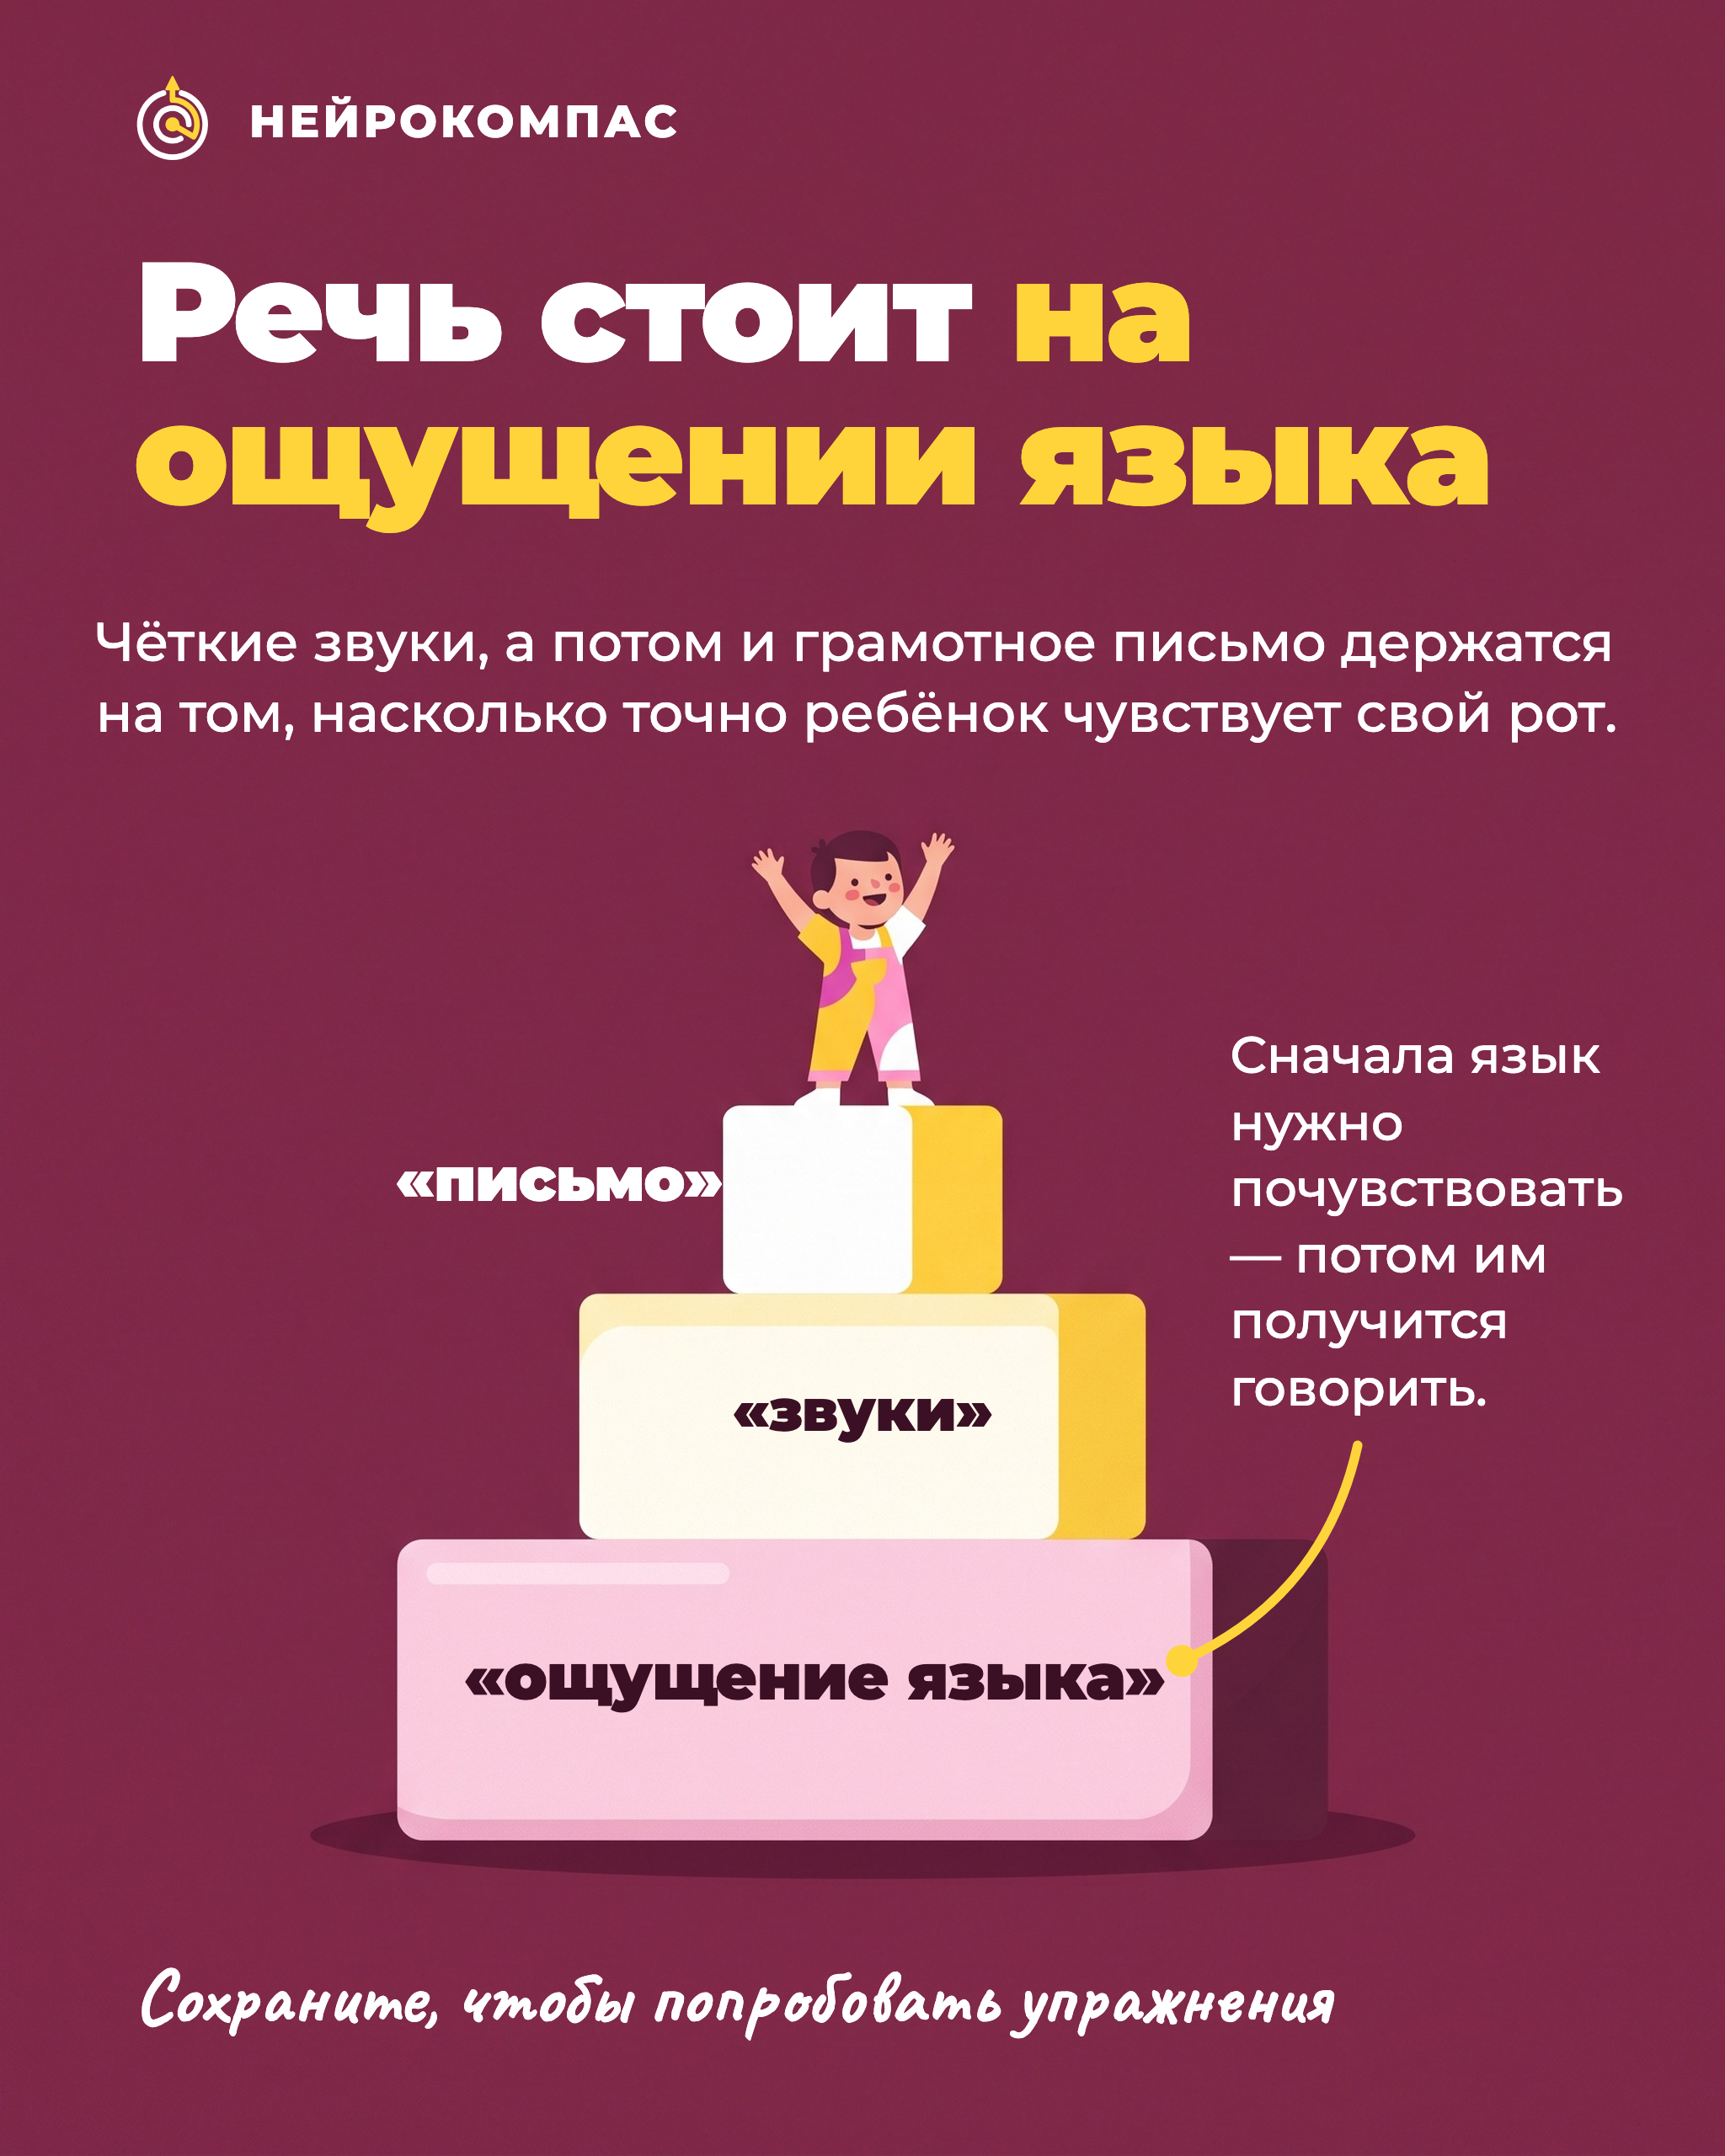 НЕЙРОКОМПАС
Речь стоит на
ощущении языка
Чёткие звуки, а потом и грамотное письмо держатся
на том, насколько точно ребёнок чувствует свой рот.
Сначала язык
нужно
почувствовать
— потом им
получится
говорить.
«письмо»
«звуки»
«ощущение языка»
Сохраните, чтобы попробовать упражнения